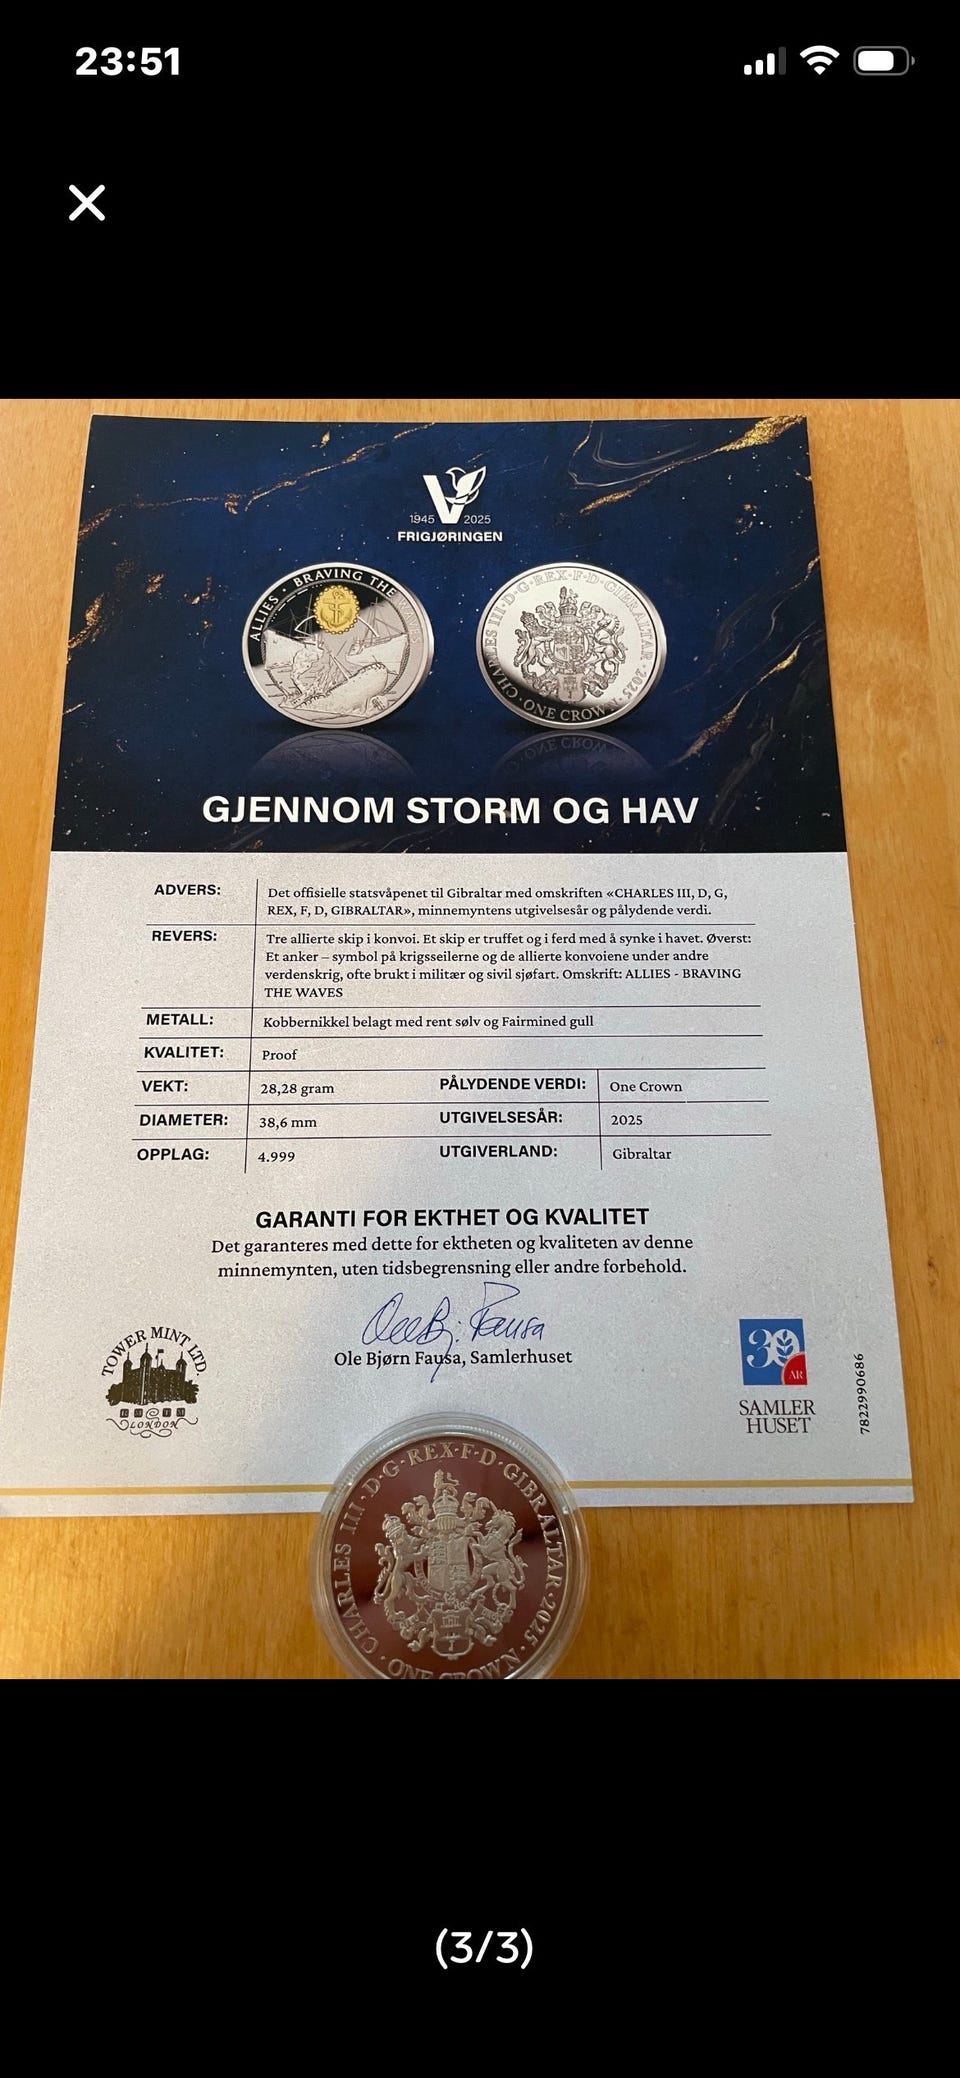 23:51
1945 2025
FRIGJØRINGEN
ALLIES · BRAVING THE WAVES
CHARLES III · D · G · REX · F · D · GIBRALTAR · 2025 ·
ONE CROWN
ONE CROW
GJENNOM STORM OG HAV
ADVERS: Det offisielle statsvåpenet til Gibraltar med omskriften «CHARLES III, D, G,
REX, F, D, GIBRALTAR», minnemyntens utgivelsesår og pålydende verdi.
REVERS: Tre allierte skip i konvoi. Et skip er truffet og i ferd med å synke i havet. Øverst:
Et anker – symbol på krigsseilerne og de allierte konvoiene under andre
verdenskrig, ofte brukt i militær og sivil sjøfart. Omskrift: ALLIES - BRAVING
THE WAVES
METALL: Kobbernikkel belagt med rent sølv og Fairmined gull
KVALITET: Proof
VEKT: 28,28 gram PÅLYDENDE VERDI: One Crown
DIAMETER: 38,6 mm UTGIVELSESÅR: 2025
OPPLAG: 4.999 UTGIVERLAND: Gibraltar
GARANTI FOR EKTHET OG KVALITET
Det garanteres med dette for ektheten og kvaliteten av denne
minnemynten, uten tidsbegrensning eller andre forbehold.
Ole Bj. Fausa
Ole Bjørn Fausa, Samlerhuset
TOWER MINT LTD.
LONDON
30
ÅR
SAMLER
HUSET
7822990686
CHARLES III · D · G · REX · F · D · GIBRALTAR · 2025 ·
ONE CROWN
(3/3)